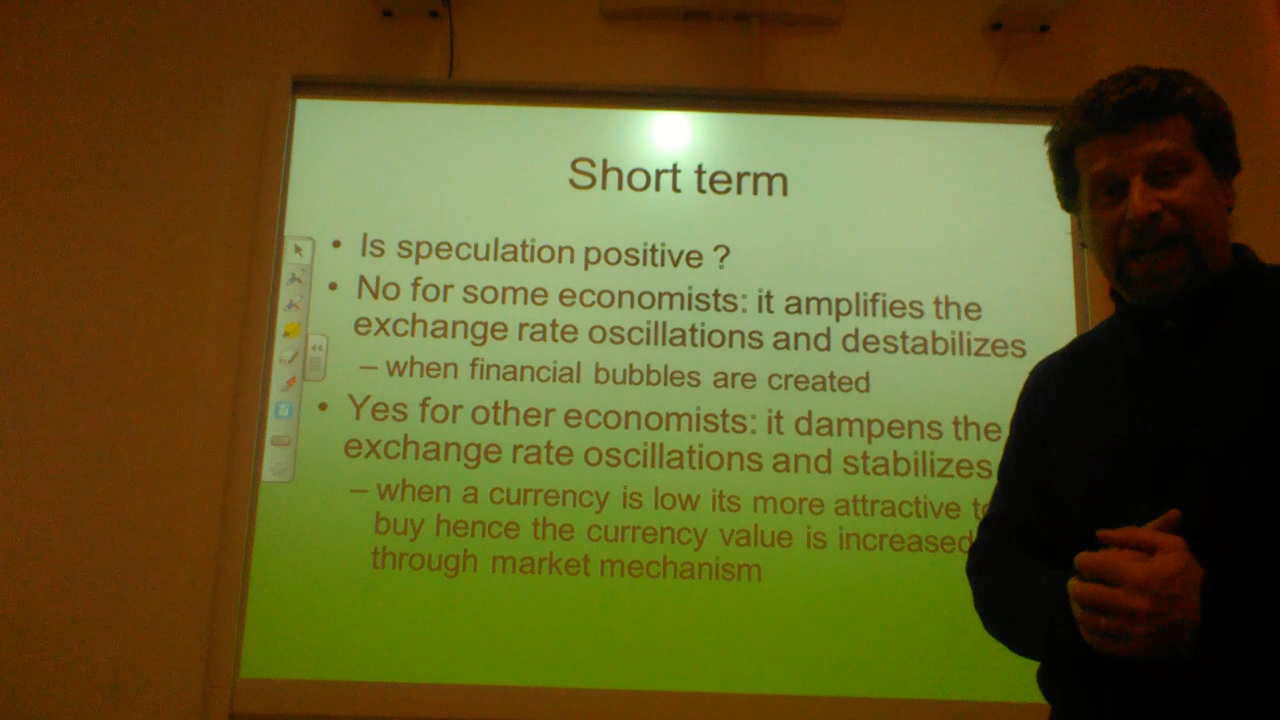 Short term
• Is speculation positive ?
• No for some economists: it amplifies the
exchange rate oscillations and destabilizes
– when financial bubbles are created
• Yes for other economists: it dampens the
exchange rate oscillations and stabilizes
– when a currency is low its more attractive to
buy hence the currency value is increased
through market mechanism